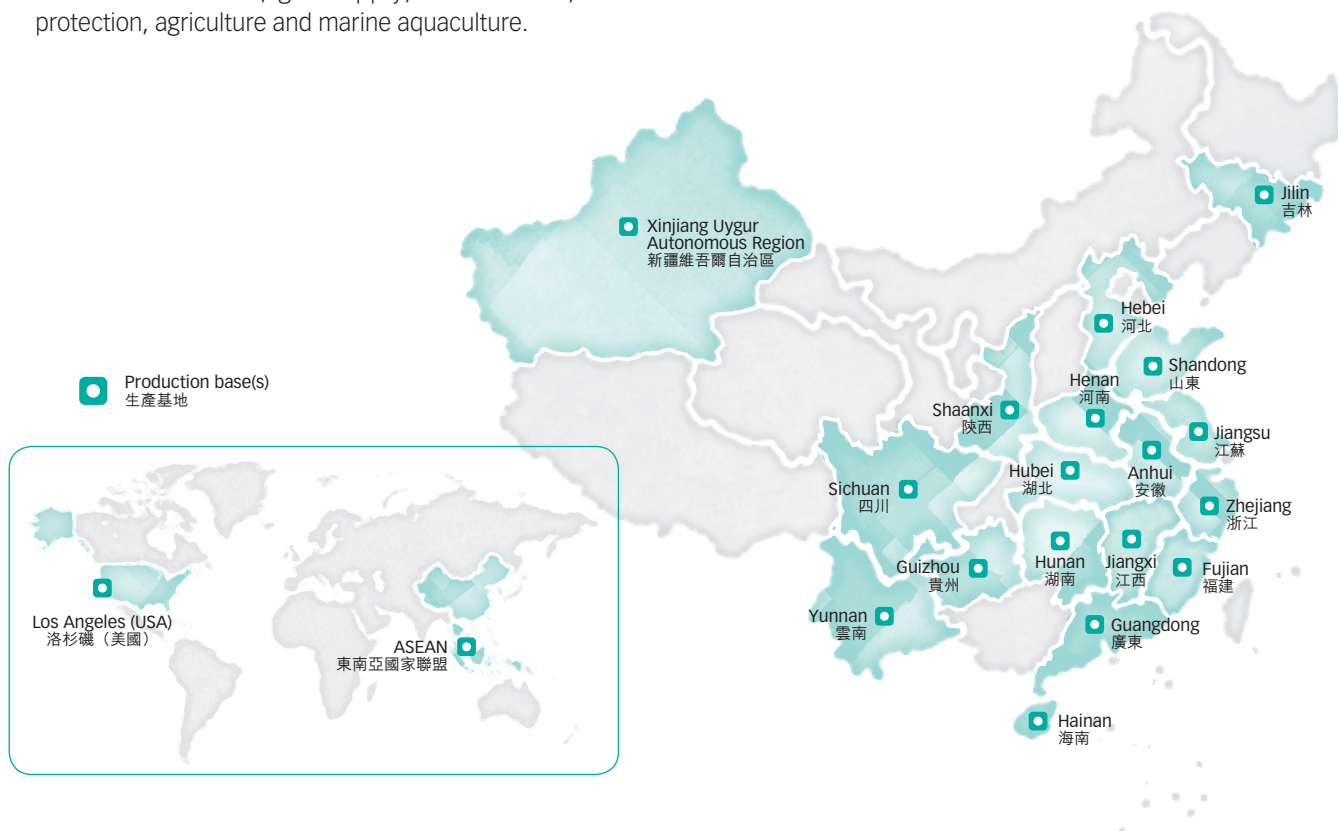 protection, agriculture and marine aquaculture.
Jilin
吉林
Xinjiang Uygur
Autonomous Region
新疆維吾爾自治區
Hebei
河北
Shandong
山東
Production base(s)
生產基地
Henan
河南
Shaanxi
陝西
Jiangsu
江蘇
Hubei
湖北
Anhui
安徽
Sichuan
四川
Zhejiang
浙江
Guizhou
貴州
Hunan
湖南
Jiangxi
江西
Fujian
福建
Yunnan
雲南
Guangdong
廣東
Los Angeles (USA)
洛杉磯（美國）
ASEAN
東南亞國家聯盟
Hainan
海南